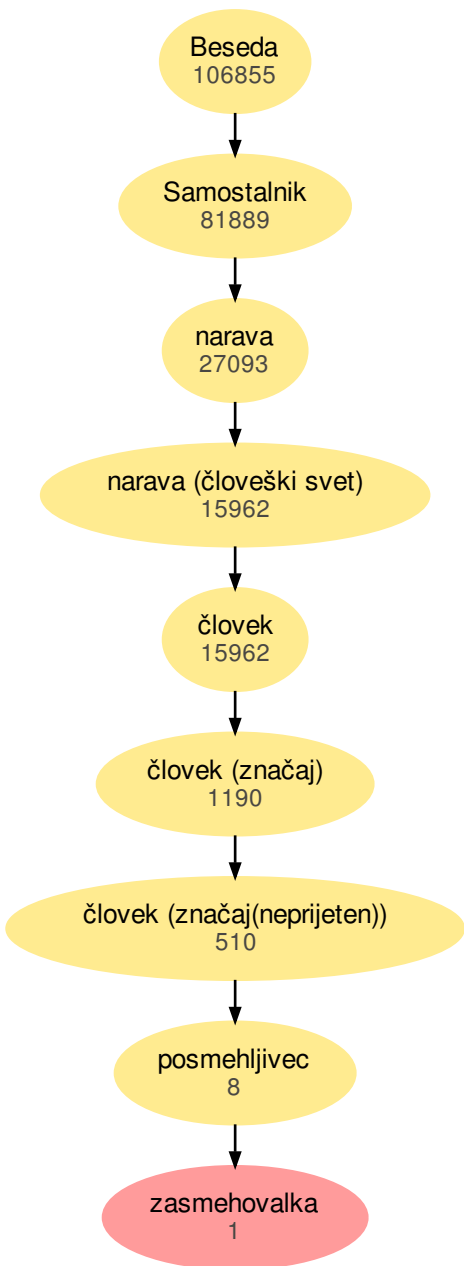 Beseda
106855
Samostalnik
81889
narava
27093
narava (človeški svet)
15962
človek
15962
človek (značaj)
1190
človek (značaj(neprijeten))
510
posmehljivec
8
zasmehovalka
1